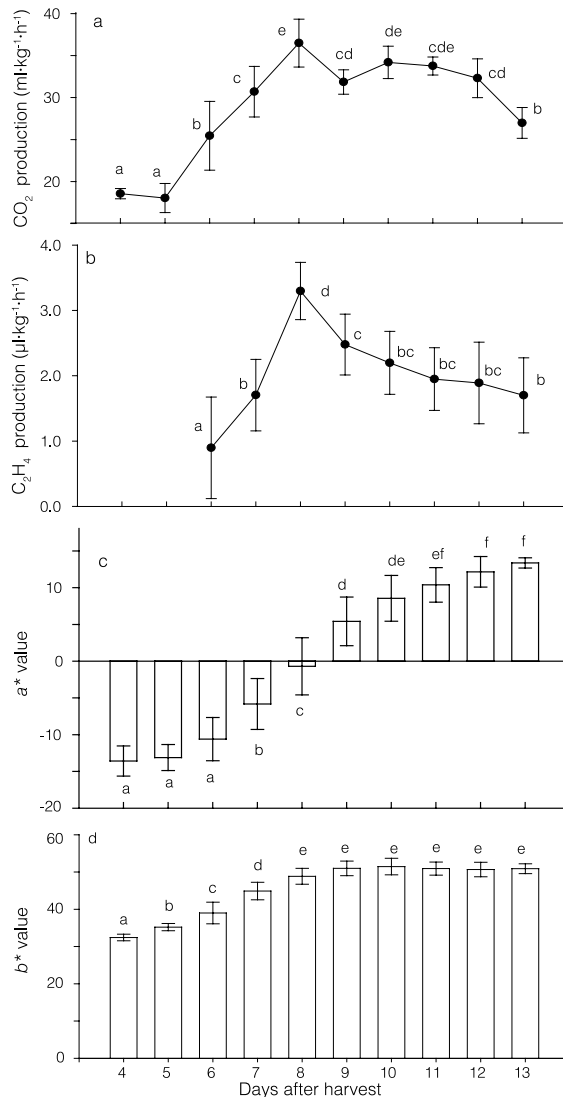 a
CO₂ production (ml·kg⁻¹·h⁻¹)
40
30
20
a
a
b
c
e
cd
de
cde
cd
b
b
C₂H₄ production (µl·kg⁻¹·h⁻¹)
4.0
3.0
2.0
1.0
0.0
a
b
d
c
bc
bc
bc
b
c
a* value
10
0
-10
-20
a
a
a
b
c
d
de
ef
f
f
d
b* value
60
40
20
0
a
b
c
d
e
e
e
e
e
e
4 5 6 7 8 9 10 11 12 13
Days after harvest